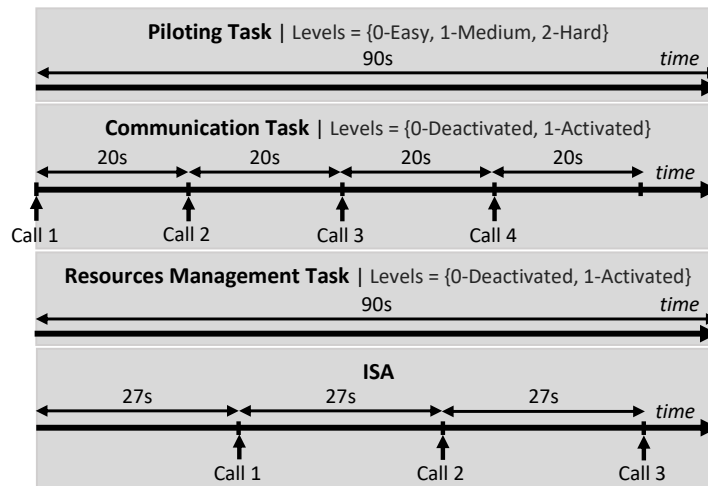 Piloting Task | Levels = {0-Easy, 1-Medium, 2-Hard}
90s time
Communication Task | Levels = {0-Deactivated, 1-Activated}
20s 20s 20s 20s time
Call 1 Call 2 Call 3 Call 4
Resources Management Task | Levels = {0-Deactivated, 1-Activated}
90s time
ISA
27s 27s 27s time
Call 1 Call 2 Call 3